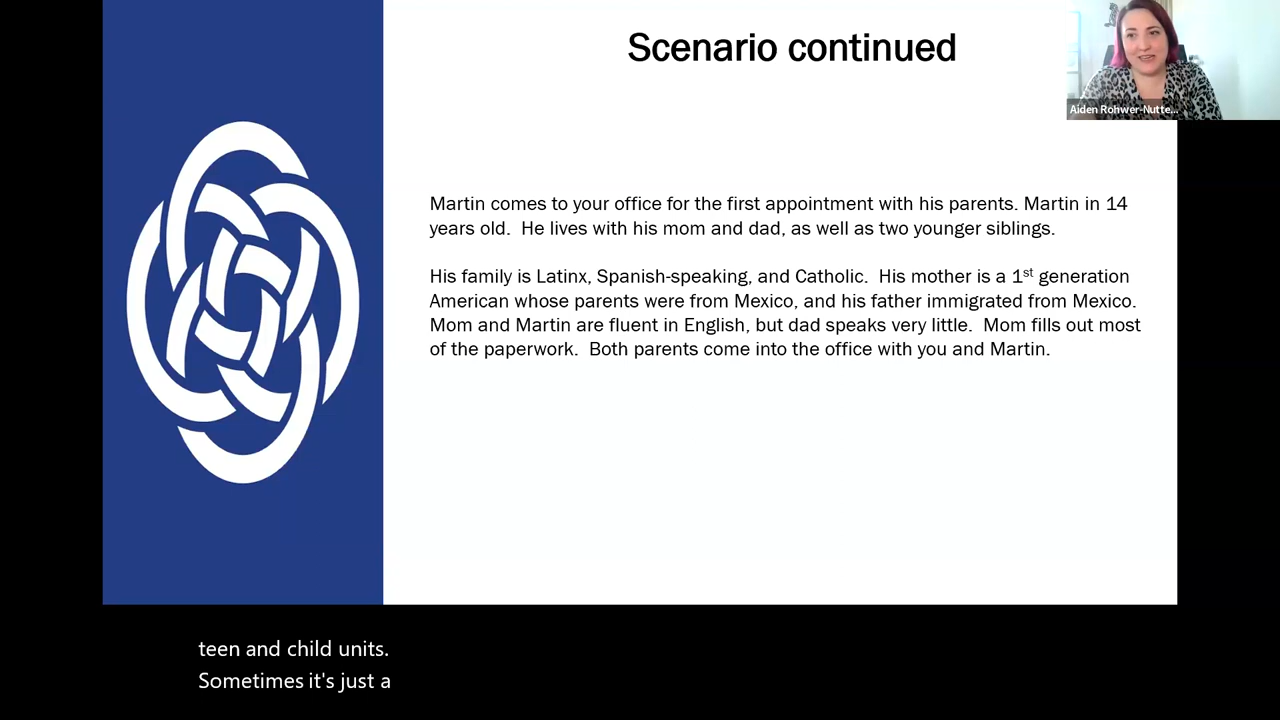 Scenario continued
Aiden Rohwer-Nutte...
Martin comes to your office for the first appointment with his parents. Martin in 14
years old.  He lives with his mom and dad, as well as two younger siblings.
His family is Latinx, Spanish-speaking, and Catholic.  His mother is a 1st generation
American whose parents were from Mexico, and his father immigrated from Mexico.
Mom and Martin are fluent in English, but dad speaks very little.  Mom fills out most
of the paperwork.  Both parents come into the office with you and Martin.
teen and child units.
Sometimes it's just a